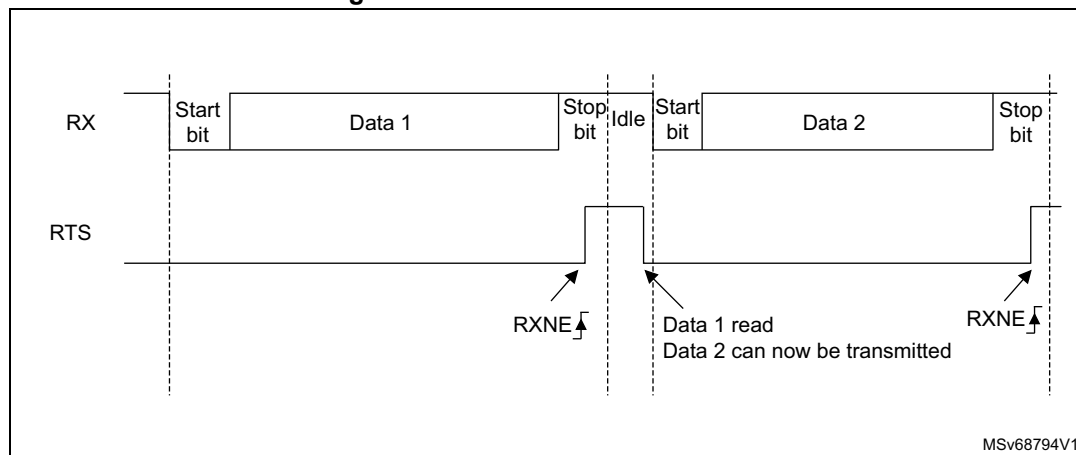 RX
Start
bit
Data 1
Stop
bit
Idle
Start
bit
Data 2
Stop
bit
RTS
RXNE
Data 1 read
Data 2 can now be transmitted
RXNE
MSv68794V1